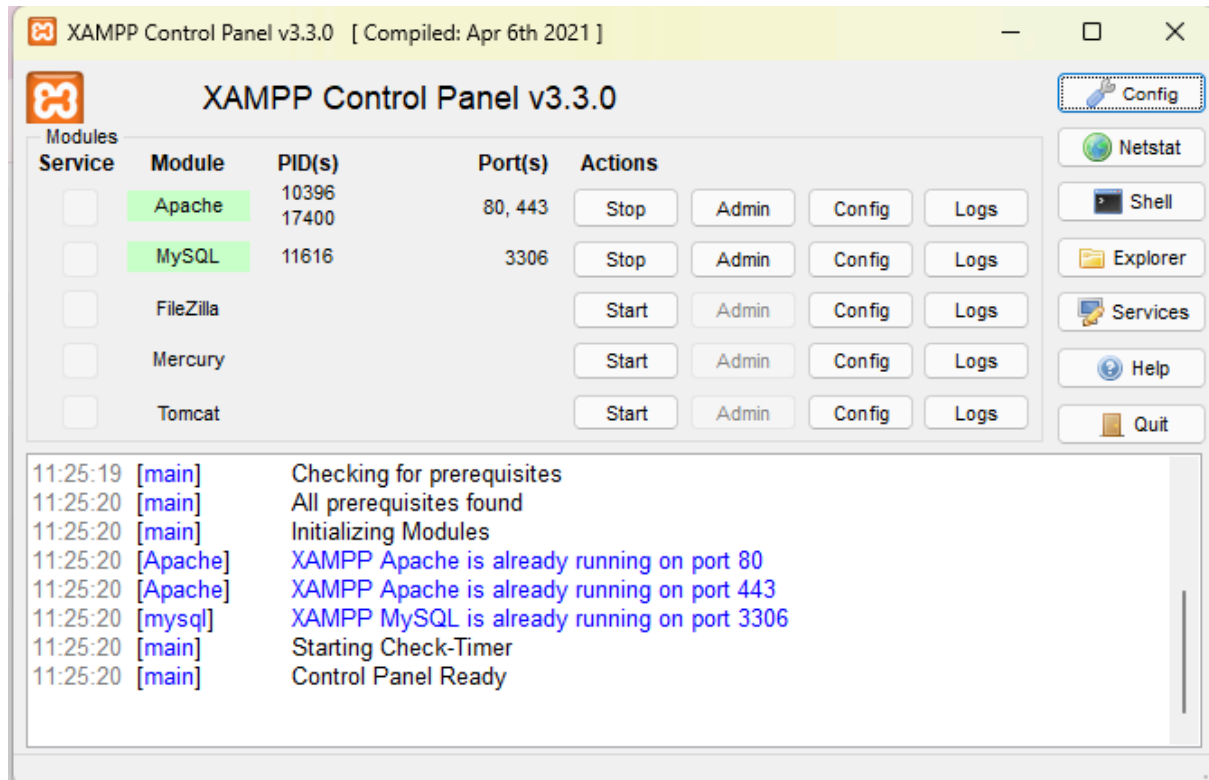 XAMPP Control Panel v3.3.0 [ Compiled: Apr 6th 2021 ]
XAMPP Control Panel v3.3.0
Config
Modules
Service Module PID(s) Port(s) Actions
Netstat
Apache 10396 17400 80, 443 Stop Admin Config Logs
Shell
MySQL 11616 3306 Stop Admin Config Logs
Explorer
FileZilla Start Admin Config Logs
Services
Mercury Start Admin Config Logs
Help
Tomcat Start Admin Config Logs
Quit
11:25:19 [main] Checking for prerequisites
11:25:20 [main] All prerequisites found
11:25:20 [main] Initializing Modules
11:25:20 [Apache] XAMPP Apache is already running on port 80
11:25:20 [Apache] XAMPP Apache is already running on port 443
11:25:20 [mysql] XAMPP MySQL is already running on port 3306
11:25:20 [main] Starting Check-Timer
11:25:20 [main] Control Panel Ready